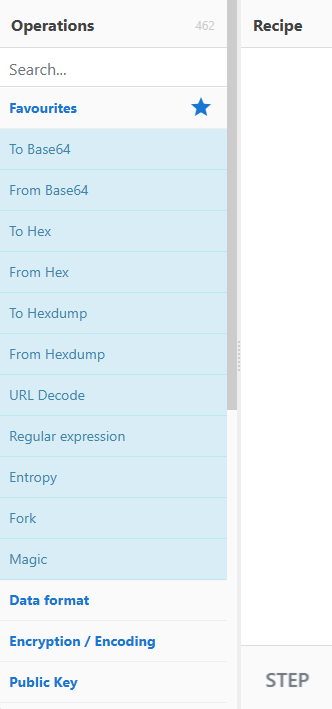 Operations 462
Recipe
Search...
Favourites
To Base64
From Base64
To Hex
From Hex
To Hexdump
From Hexdump
URL Decode
Regular expression
Entropy
Fork
Magic
Data format
Encryption / Encoding
Public Key
STEP